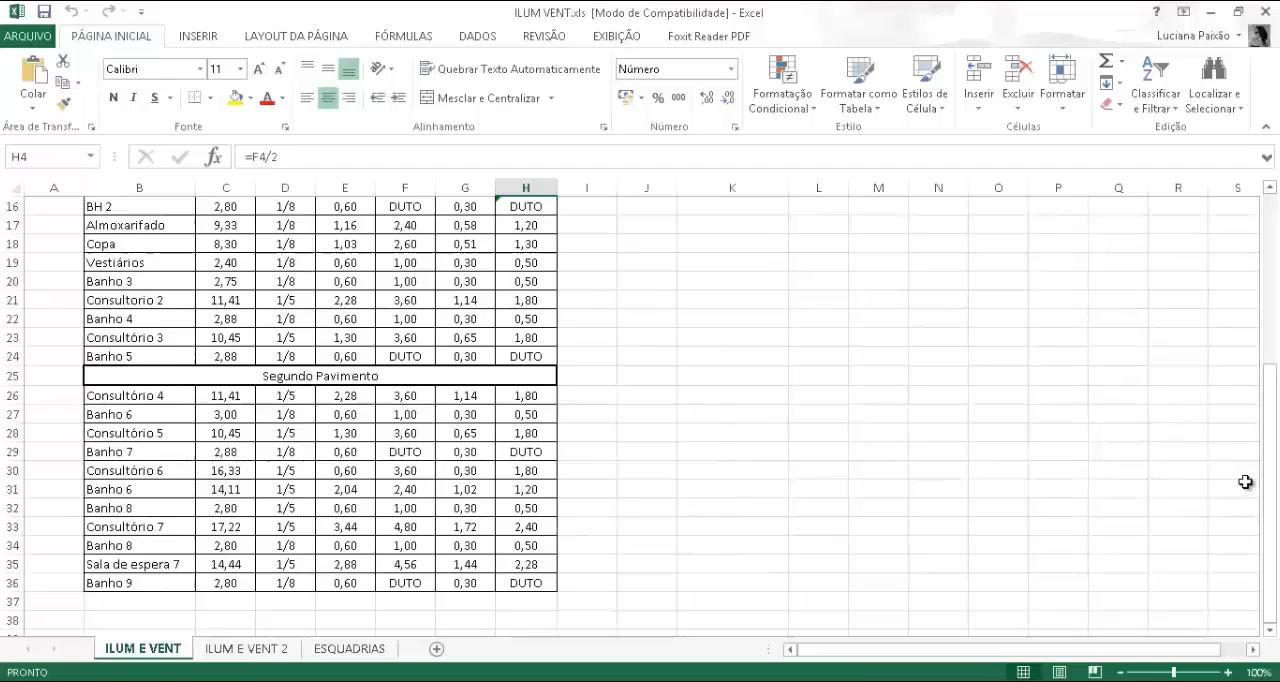 ILUM VENT.xls [Modo de Compatibilidade] - Excel
ARQUIVO PÁGINA INICIAL INSERIR LAYOUT DA PÁGINA FÓRMULAS DADOS REVISÃO EXIBIÇÃO Foxit Reader PDF Luciana Paixão
Colar
Calibri 11
N I S
Quebrar Texto Automaticamente
Mesclar e Centralizar
Número
% 000
Formatação Condicional
Formatar como Tabela
Estilos de Célula
Inserir Excluir Formatar
Classificar e Filtrar
Localizar e Selecionar
Área de Transf... Fonte Alinhamento Número Estilo Células Edição
H4 fx =F4/2
A B C D E F G H I J K L M N O P Q R S
16 BH 2 2,80 1/8 0,60 DUTO 0,30 DUTO
17 Almoxarifado 9,33 1/8 1,16 2,40 0,58 1,20
18 Copa 8,30 1/8 1,03 2,60 0,51 1,30
19 Vestiários 2,40 1/8 0,60 1,00 0,30 0,50
20 Banho 3 2,75 1/8 0,60 1,00 0,30 0,50
21 Consultorio 2 11,41 1/5 2,28 3,60 1,14 1,80
22 Banho 4 2,88 1/8 0,60 1,00 0,30 0,50
23 Consultório 3 10,45 1/5 1,30 3,60 0,65 1,80
24 Banho 5 2,88 1/8 0,60 DUTO 0,30 DUTO
25 Segundo Pavimento
26 Consultório 4 11,41 1/5 2,28 3,60 1,14 1,80
27 Banho 6 3,00 1/8 0,60 1,00 0,30 0,50
28 Consultório 5 10,45 1/5 1,30 3,60 0,65 1,80
29 Banho 7 2,88 1/8 0,60 DUTO 0,30 DUTO
30 Consultório 6 16,33 1/5 0,60 3,60 0,30 1,80
31 Banho 6 14,11 1/5 2,04 2,40 1,02 1,20
32 Banho 8 2,80 1/5 0,60 1,00 0,30 0,50
33 Consultório 7 17,22 1/5 3,44 4,80 1,72 2,40
34 Banho 8 2,80 1/8 0,60 1,00 0,30 0,50
35 Sala de espera 7 14,44 1/5 2,88 4,56 1,44 2,28
36 Banho 9 2,80 1/8 0,60 DUTO 0,30 DUTO
37
38
ILUM E VENT ILUM E VENT 2 ESQUADRIAS
PRONTO 100%